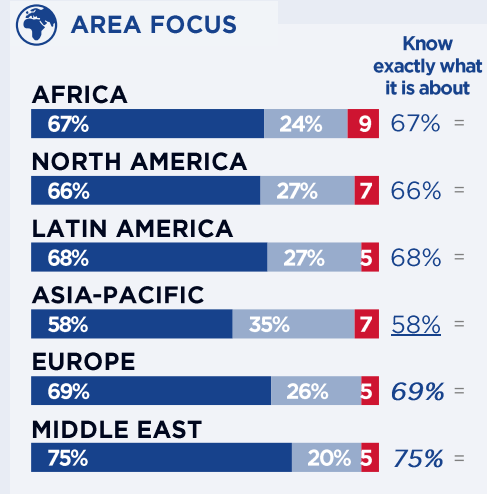 AREA FOCUS
Know
exactly what
it is about
AFRICA
67% 24% 9 67% =
NORTH AMERICA
66% 27% 7 66% =
LATIN AMERICA
68% 27% 5 68% =
ASIA-PACIFIC
58% 35% 7 58% =
EUROPE
69% 26% 5 69% =
MIDDLE EAST
75% 20% 5 75% =